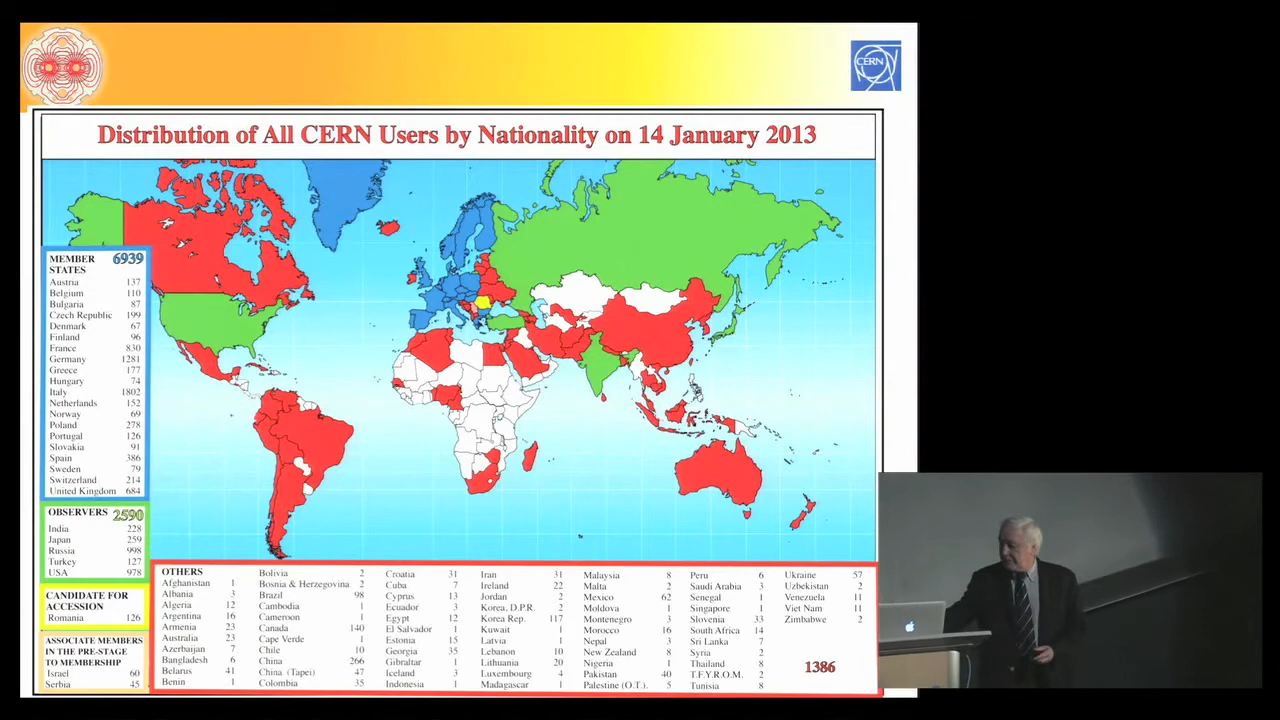 CERN
Distribution of All CERN Users by Nationality on 14 January 2013
MEMBER STATES 6939
Austria 137
Belgium 110
Bulgaria 87
Czech Republic 199
Denmark 67
Finland 96
France 830
Germany 1281
Greece 177
Hungary 74
Italy 1802
Netherlands 152
Norway 69
Poland 278
Portugal 126
Slovakia 91
Spain 386
Sweden 79
Switzerland 214
United Kingdom 684
OBSERVERS 2590
India 228
Japan 259
Russia 998
Turkey 127
USA 978
CANDIDATE FOR
ACCESSION
Romania 126
ASSOCIATE MEMBERS
IN THE PRE-STAGE
TO MEMBERSHIP
Israel 60
Serbia 45
OTHERS
Afghanistan 1
Albania 3
Algeria 12
Argentina 16
Armenia 23
Australia 23
Azerbaijan 7
Bangladesh 6
Belarus 41
Benin 1
Bolivia 2
Bosnia & Herzegovina 2
Brazil 98
Cambodia 1
Cameroon 1
Canada 140
Cape Verde 1
Chile 10
China 266
China (Taipei) 47
Colombia 35
Croatia 31
Cuba 7
Cyprus 13
Ecuador 3
Egypt 12
El Salvador 1
Estonia 15
Georgia 35
Gibraltar 1
Iceland 3
Indonesia 1
Iran 31
Ireland 22
Jordan 2
Korea, D.P.R. 2
Korea Rep. 117
Kuwait 1
Latvia 1
Lebanon 10
Lithuania 20
Luxembourg 4
Madagascar 1
Malaysia 8
Malta 2
Mexico 62
Moldova 1
Montenegro 3
Morocco 16
Nepal 3
New Zealand 8
Nigeria 1
Pakistan 40
Palestine (O.T.). 5
Peru 6
Saudi Arabia 3
Senegal 1
Singapore 1
Slovenia 33
South Africa 14
Sri Lanka 7
Syria 2
Thailand 8
T.F.Y.R.O.M. 2
Tunisia 8
Ukraine 57
Uzbekistan 2
Venezuela 11
Viet Nam 11
Zimbabwe 2
1386